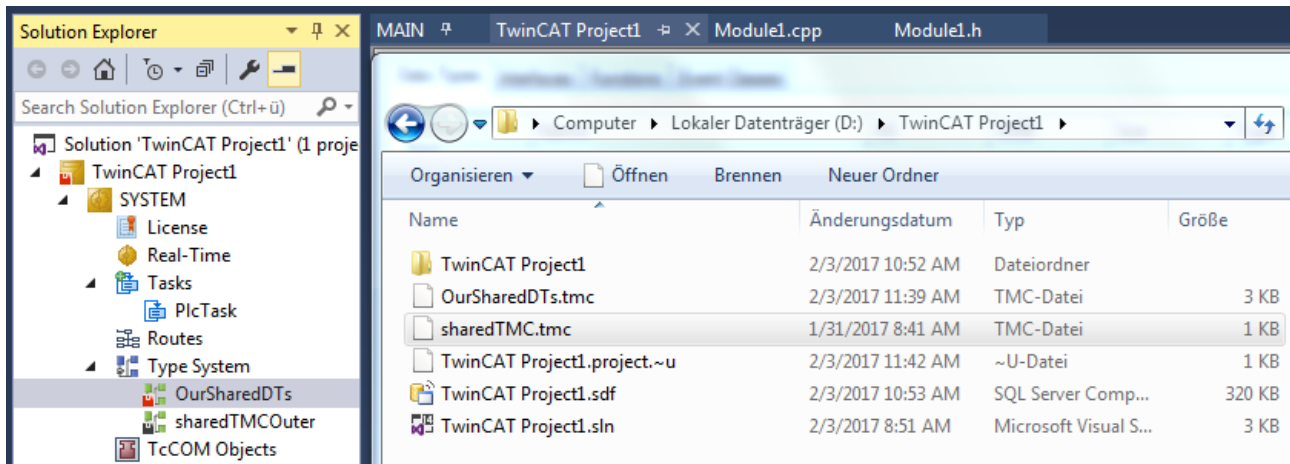 Solution Explorer
MAIN TwinCAT Project1 Module1.cpp Module1.h
Search Solution Explorer (Ctrl+ü)
Solution 'TwinCAT Project1' (1 proje
TwinCAT Project1
SYSTEM
License
Real-Time
Tasks
PlcTask
Routes
Type System
OurSharedDTs
sharedTMCOuter
TcCOM Objects
Computer Lokaler Datenträger (D:) TwinCAT Project1
Organisieren Öffnen Brennen Neuer Ordner
Name Änderungsdatum Typ Größe
TwinCAT Project1 2/3/2017 10:52 AM Dateiordner
OurSharedDTs.tmc 2/3/2017 11:39 AM TMC-Datei 3 KB
sharedTMC.tmc 1/31/2017 8:41 AM TMC-Datei 1 KB
TwinCAT Project1.project.~u 2/3/2017 11:42 AM ~U-Datei 1 KB
TwinCAT Project1.sdf 2/3/2017 10:53 AM SQL Server Comp... 320 KB
TwinCAT Project1.sln 2/3/2017 8:51 AM Microsoft Visual S... 3 KB